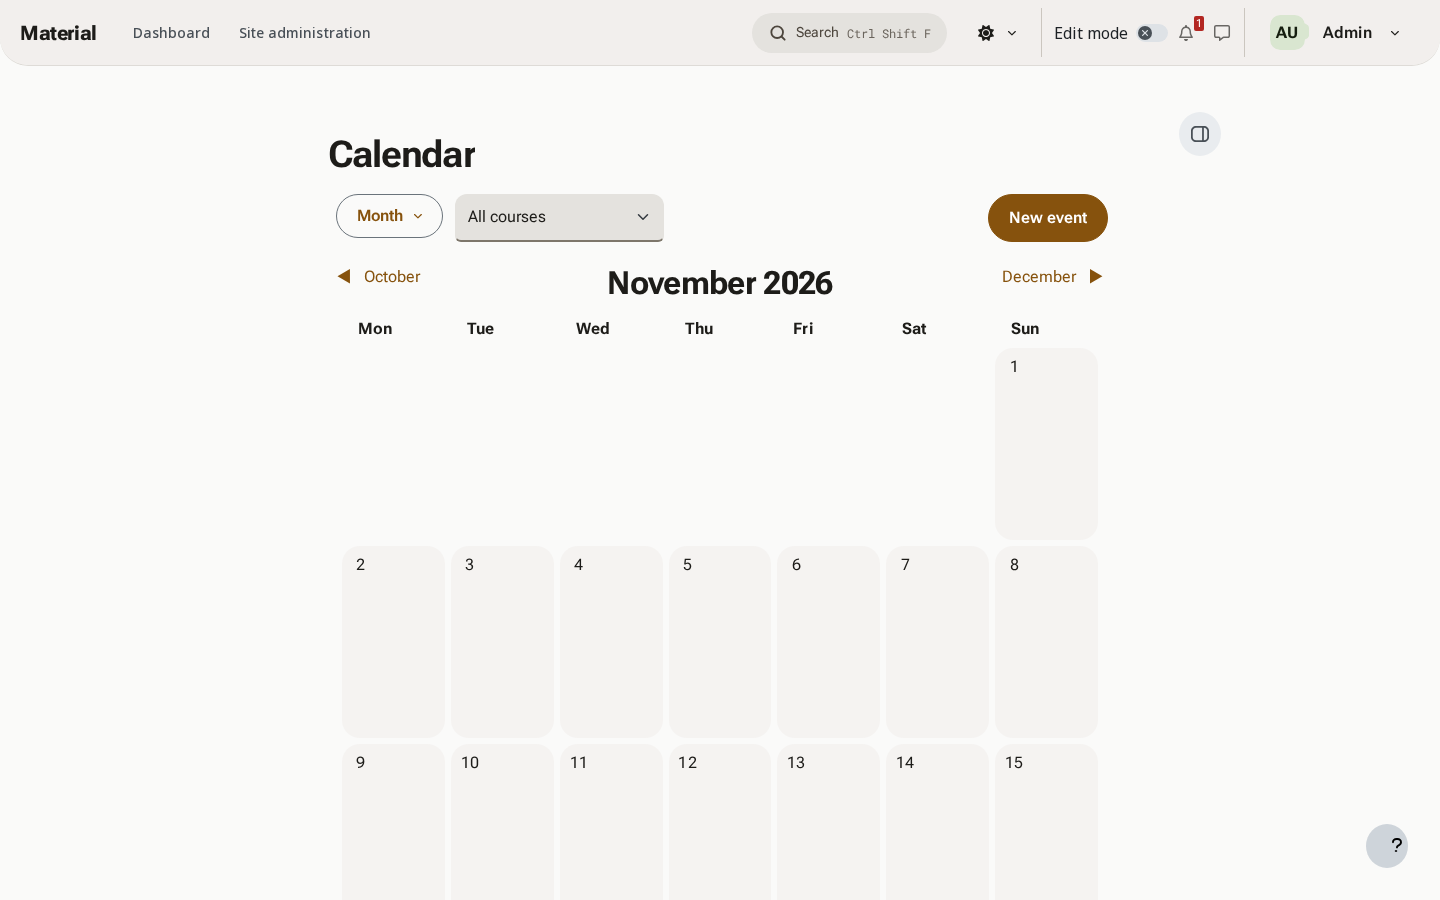 Material Dashboard Site administration Search Ctrl Shift F Edit mode 1 AU Admin
Calendar
Month All courses New event
October November 2026 December
Mon Tue Wed Thu Fri Sat Sun
1
2 3 4 5 6 7 8
9 10 11 12 13 14 15
?